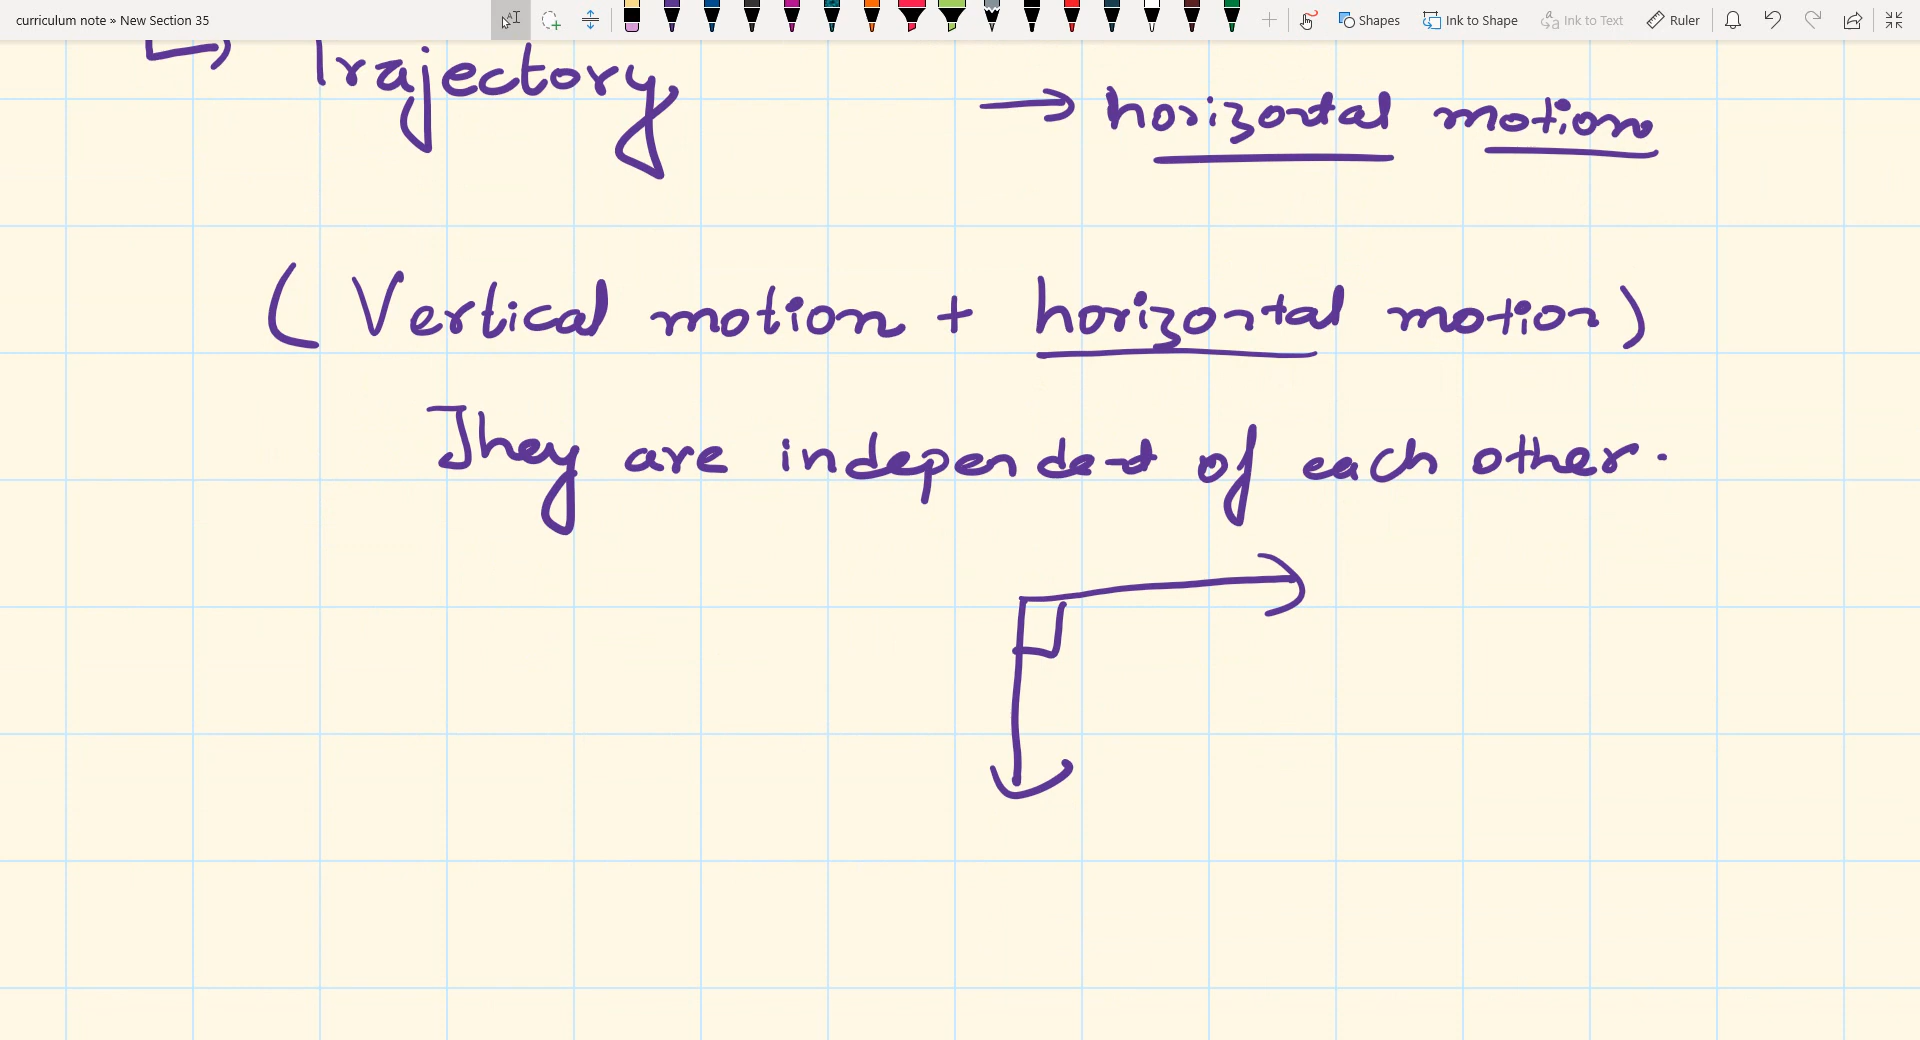 curriculum note » New Section 35
Shapes Ink to Shape Ink to Text Ruler
Trajectory
→ horizontal motion
( Vertical motion + horizontal motion )
They are independent of each other.